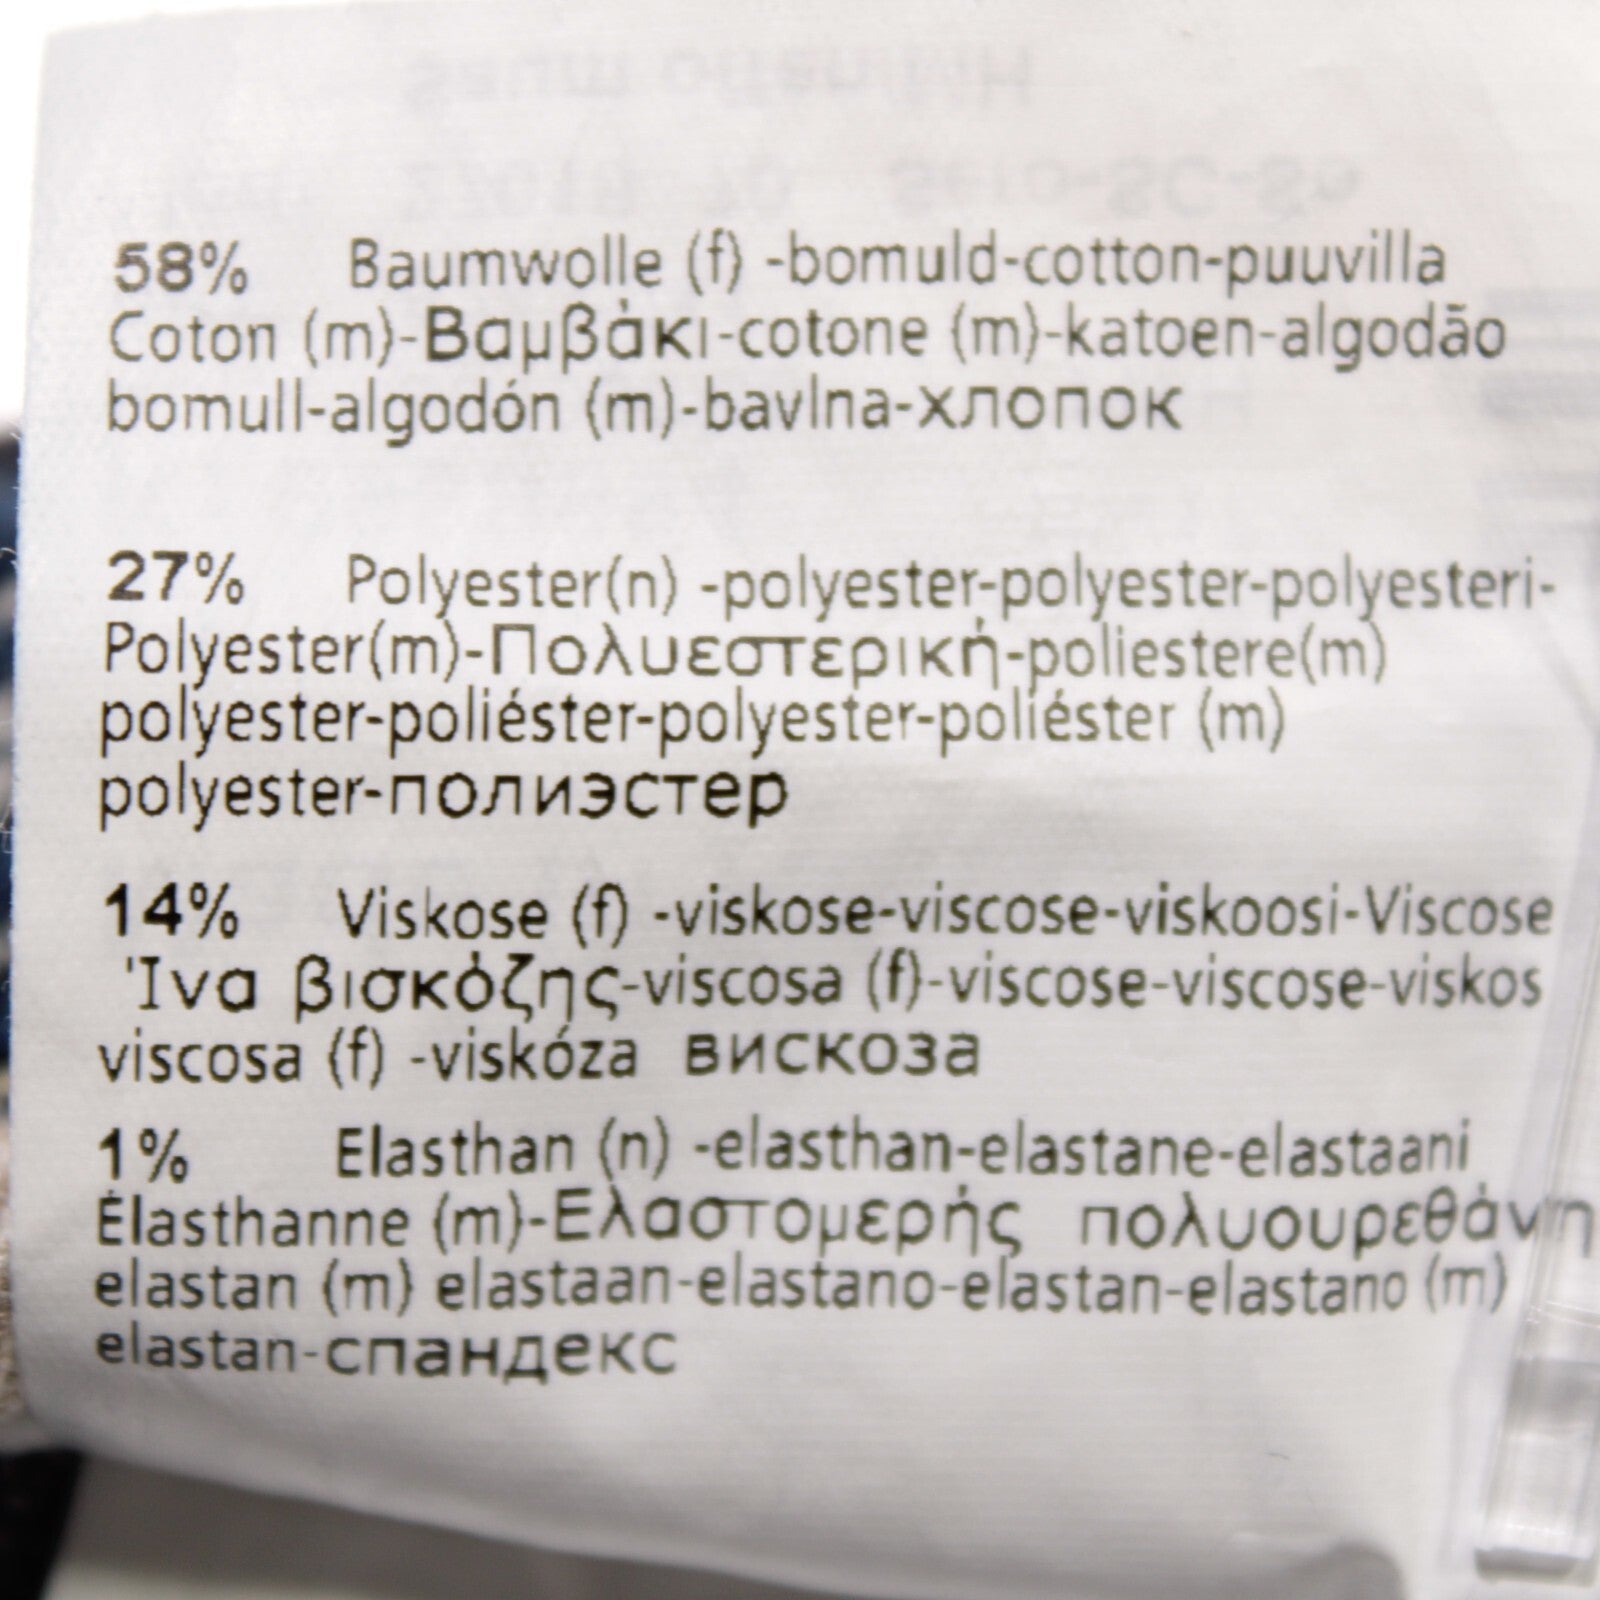 58% Baumwolle (f) -bomuld-cotton-puuvilla
Coton (m)-Βαμβάκι-cotone (m)-katoen-algodão
bomull-algodón (m)-bavlna-хлопок
27% Polyester(n) -polyester-polyester-polyesteri-
Polyester(m)-Πολυεστερική-poliestere(m)
polyester-poliéster-polyester-poliéster (m)
polyester-полиэстер
14% Viskose (f) -viskose-viscose-viskoosi-Viscose
Ίνα βισκόζης-viscosa (f)-viscose-viscose-viskos
viscosa (f) -viskóza вискоза
1% Elasthan (n) -elasthan-elastane-elastaani
Élasthanne (m)-Ελαστομερής πολυουρεθάνη
elastan (m) elastaan-elastano-elastan-elastano (m)
elastan-спандекс